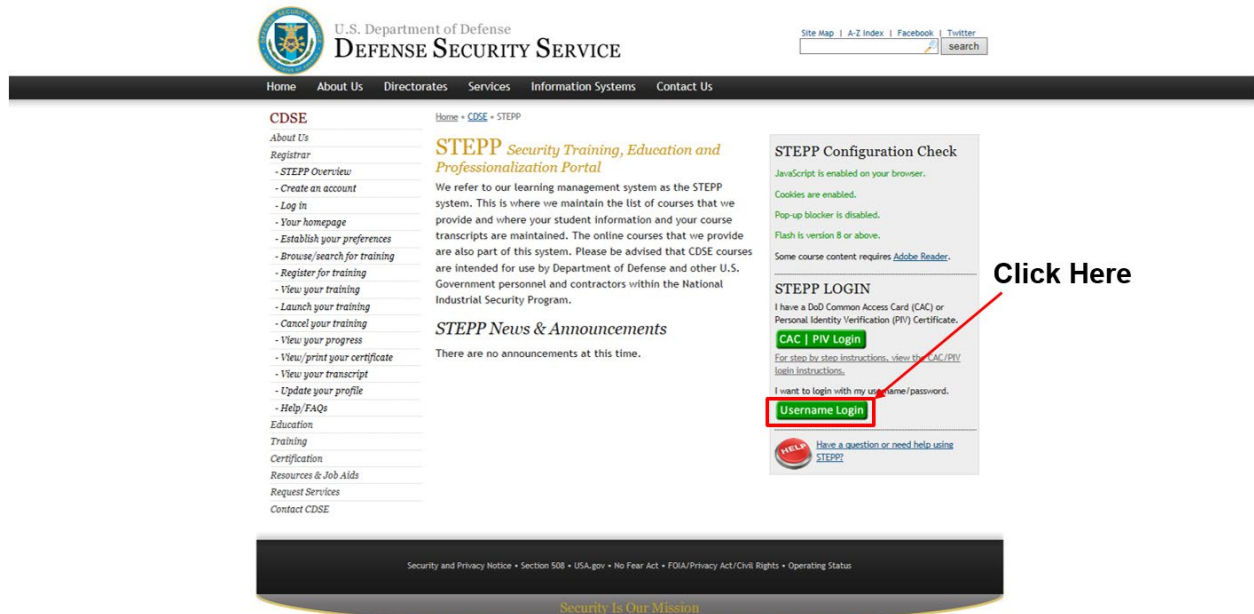 U.S. Department of Defense
DEFENSE SECURITY SERVICE
Site Map | A-Z Index | Facebook | Twitter
search
Home About Us Directorates Services Information Systems Contact Us
CDSE
About Us
Registrar
- STEPP Overview
- Create an account
- Log in
- Your homepage
- Establish your preferences
- Browse/search for training
- Register for training
- View your training
- Launch your training
- Cancel your training
- View your progress
- View/print your certificate
- View your transcript
- Update your profile
- Help/FAQs
Education
Training
Certification
Resources & Job Aids
Request Services
Contact CDSE
Home • CDSE • STEPP
STEPP Security Training, Education and
Professionalization Portal
We refer to our learning management system as the STEPP
system. This is where we maintain the list of courses that we
provide and where your student information and your course
transcripts are maintained. The online courses that we provide
are also part of this system. Please be advised that CDSE courses
are intended for use by Department of Defense and other U.S.
Government personnel and contractors within the National
Industrial Security Program.
STEPP News & Announcements
There are no announcements at this time.
STEPP Configuration Check
JavaScript is enabled on your browser.
Cookies are enabled.
Pop-up blocker is disabled.
Flash is version 8 or above.
Some course content requires Adobe Reader.
STEPP LOGIN
I have a DoD Common Access Card (CAC) or
Personal Identity Verification (PIV) Certificate.
CAC | PIV Login
For step by step instructions, view the CAC/PIV
login instructions.
I want to login with my username/password.
Username Login
HELP
Have a question or need help using
STEPP?
Click Here
Security and Privacy Notice • Section 508 • USA.gov • No Fear Act • FOIA/Privacy Act/Civil Rights • Operating Status
Security Is Our Mission